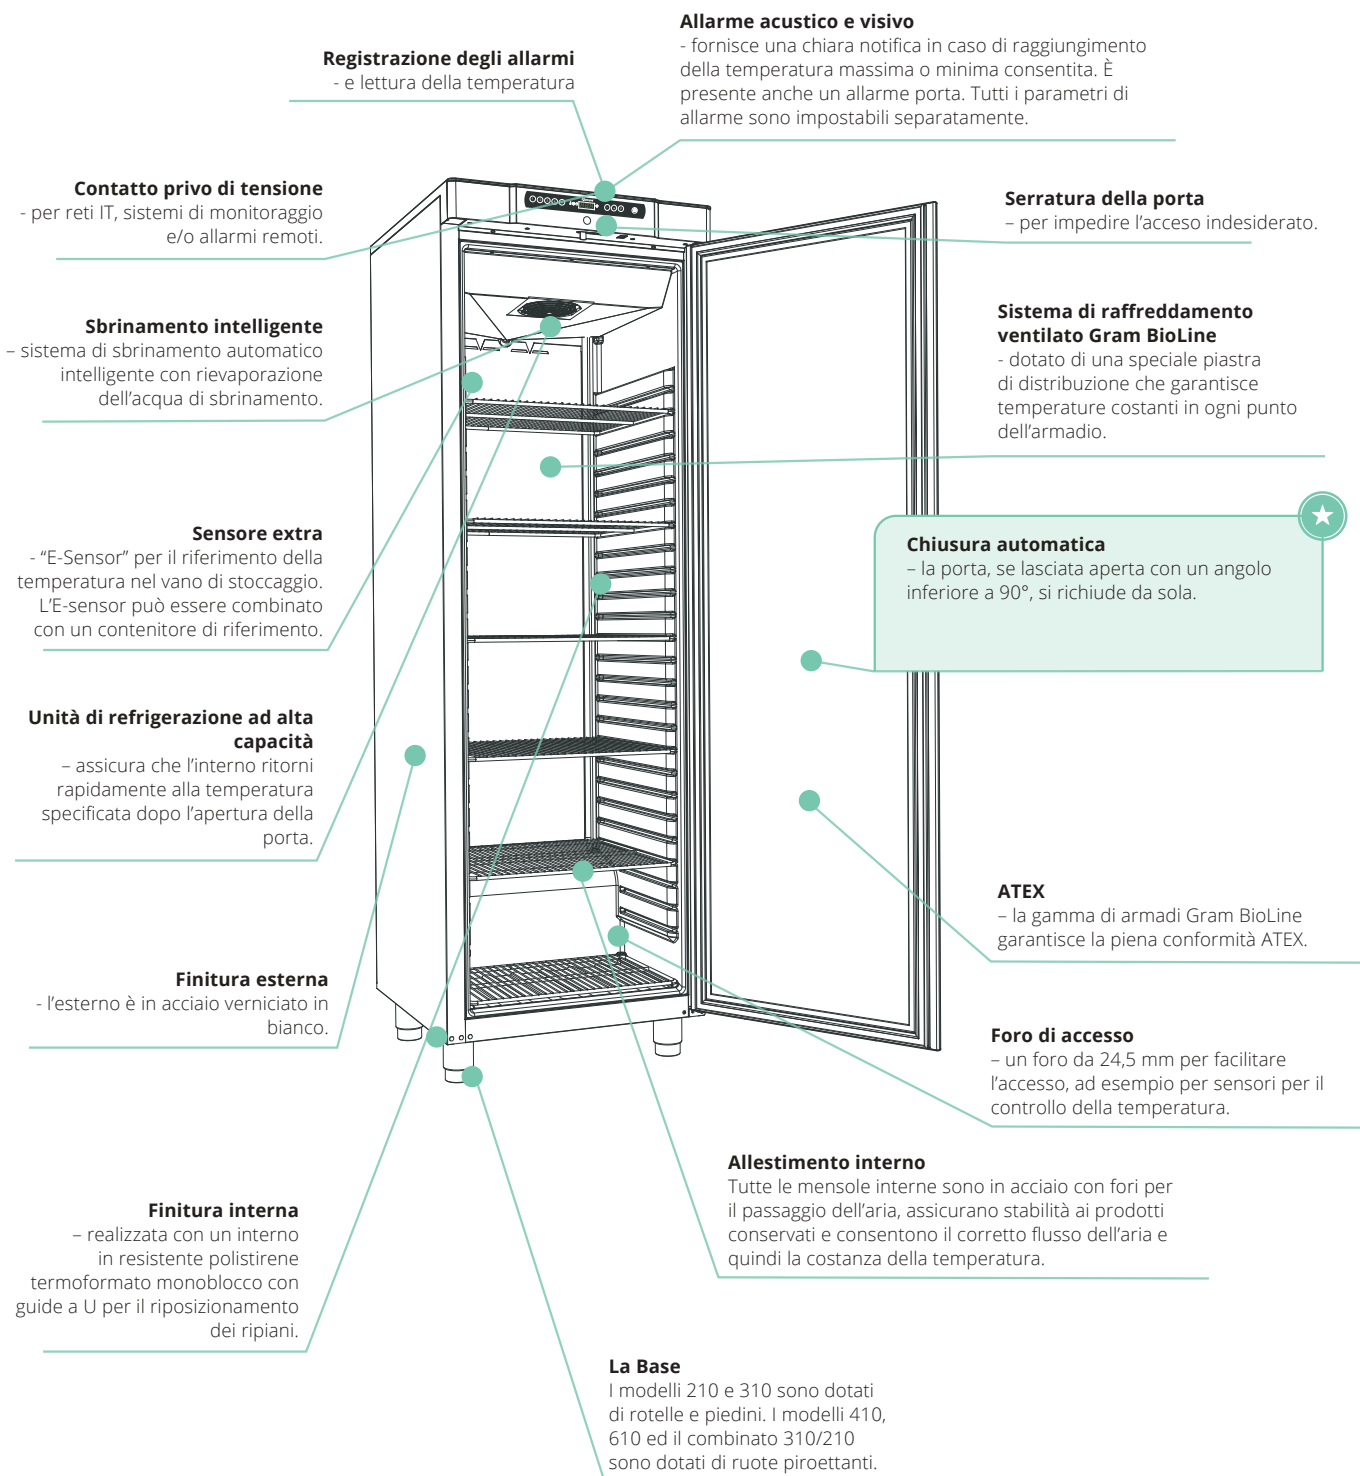 Allarme acustico e visivo
- fornisce una chiara notifica in caso di raggiungimento
della temperatura massima o minima consentita. È
presente anche un allarme porta. Tutti i parametri di
allarme sono impostabili separatamente.
Registrazione degli allarmi
- e lettura della temperatura
Contatto privo di tensione
- per reti IT, sistemi di monitoraggio
e/o allarmi remoti.
Serratura della porta
– per impedire l’acceso indesiderato.
Sbrinamento intelligente
– sistema di sbrinamento automatico
intelligente con rievaporazione
dell’acqua di sbrinamento.
Sistema di raffreddamento
ventilato Gram BioLine
- dotato di una speciale piastra
di distribuzione che garantisce
temperature costanti in ogni punto
dell’armadio.
Sensore extra
- “E-Sensor” per il riferimento della
temperatura nel vano di stoccaggio.
L’E-sensor può essere combinato
con un contenitore di riferimento.
Chiusura automatica
– la porta, se lasciata aperta con un angolo
inferiore a 90°, si richiude da sola.
Unità di refrigerazione ad alta
capacità
– assicura che l’interno ritorni
rapidamente alla temperatura
specificata dopo l’apertura della
porta.
ATEX
– la gamma di armadi Gram BioLine
garantisce la piena conformità ATEX.
Finitura esterna
- l’esterno è in acciaio verniciato in
bianco.
Foro di accesso
– un foro da 24,5 mm per facilitare
l’accesso, ad esempio per sensori per il
controllo della temperatura.
Allestimento interno
Tutte le mensole interne sono in acciaio con fori per
il passaggio dell’aria, assicurano stabilità ai prodotti
conservati e consentono il corretto flusso dell’aria e
quindi la costanza della temperatura.
Finitura interna
– realizzata con un interno
in resistente polistirene
termoformato monoblocco con
guide a U per il riposizionamento
dei ripiani.
La Base
I modelli 210 e 310 sono dotati
di rotelle e piedini. I modelli 410,
610 ed il combinato 310/210
sono dotati di ruote piroettanti.